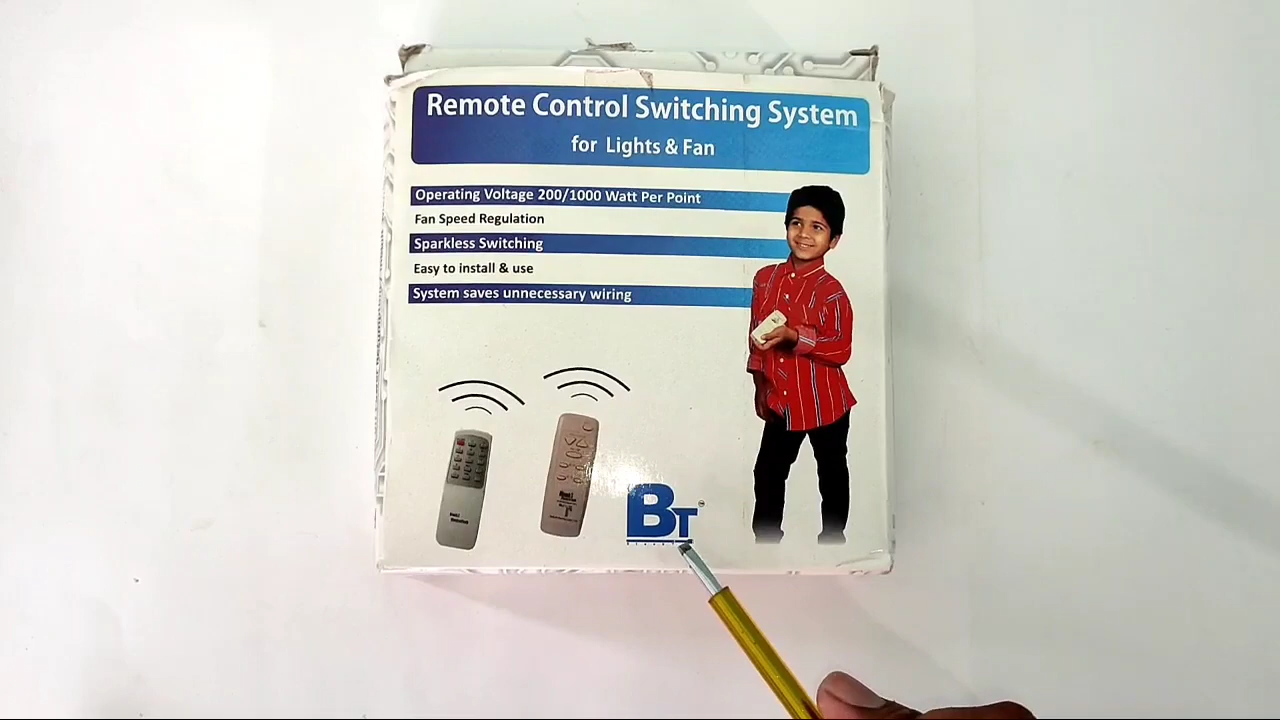 Remote Control Switching System
for Lights & Fan
Operating Voltage 200/1000 Watt Per Point
Fan Speed Regulation
Sparkless Switching
Easy to install & use
System saves unnecessary wiring
BT